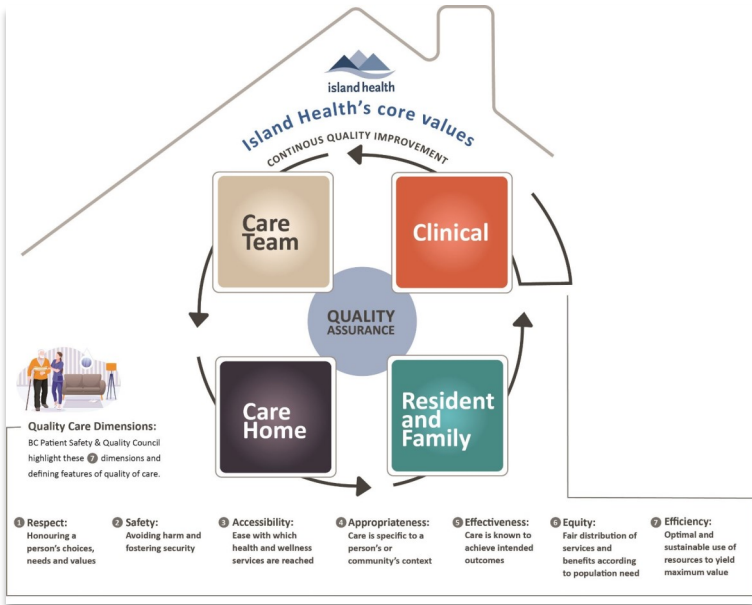 island health
Island Health's core values
CONTINOUS QUALITY IMPROVEMENT
Care
Team
Clinical
QUALITY
ASSURANCE
Care
Home
Resident
and
Family
Quality Care Dimensions:
BC Patient Safety & Quality Council
highlight these 7 dimensions and
defining features of quality of care.
1 Respect:
Honouring a
person's choices,
needs and values
2 Safety:
Avoiding harm and
fostering security
3 Accessibility:
Ease with which
health and wellness
services are reached
4 Appropriateness:
Care is specific to a
person's or
community's context
5 Effectiveness:
Care is known to
achieve intended
outcomes
6 Equity:
Fair distribution of
services and
benefits according
to population need
7 Efficiency:
Optimal and
sustainable use of
resources to yield
maximum value